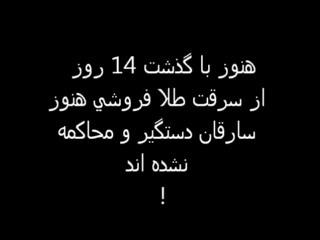 هنوز با گذشت 14 روز
از سرقت طلا فروشي هنوز
سارقان دستگير و محاكمه
نشده اند
!